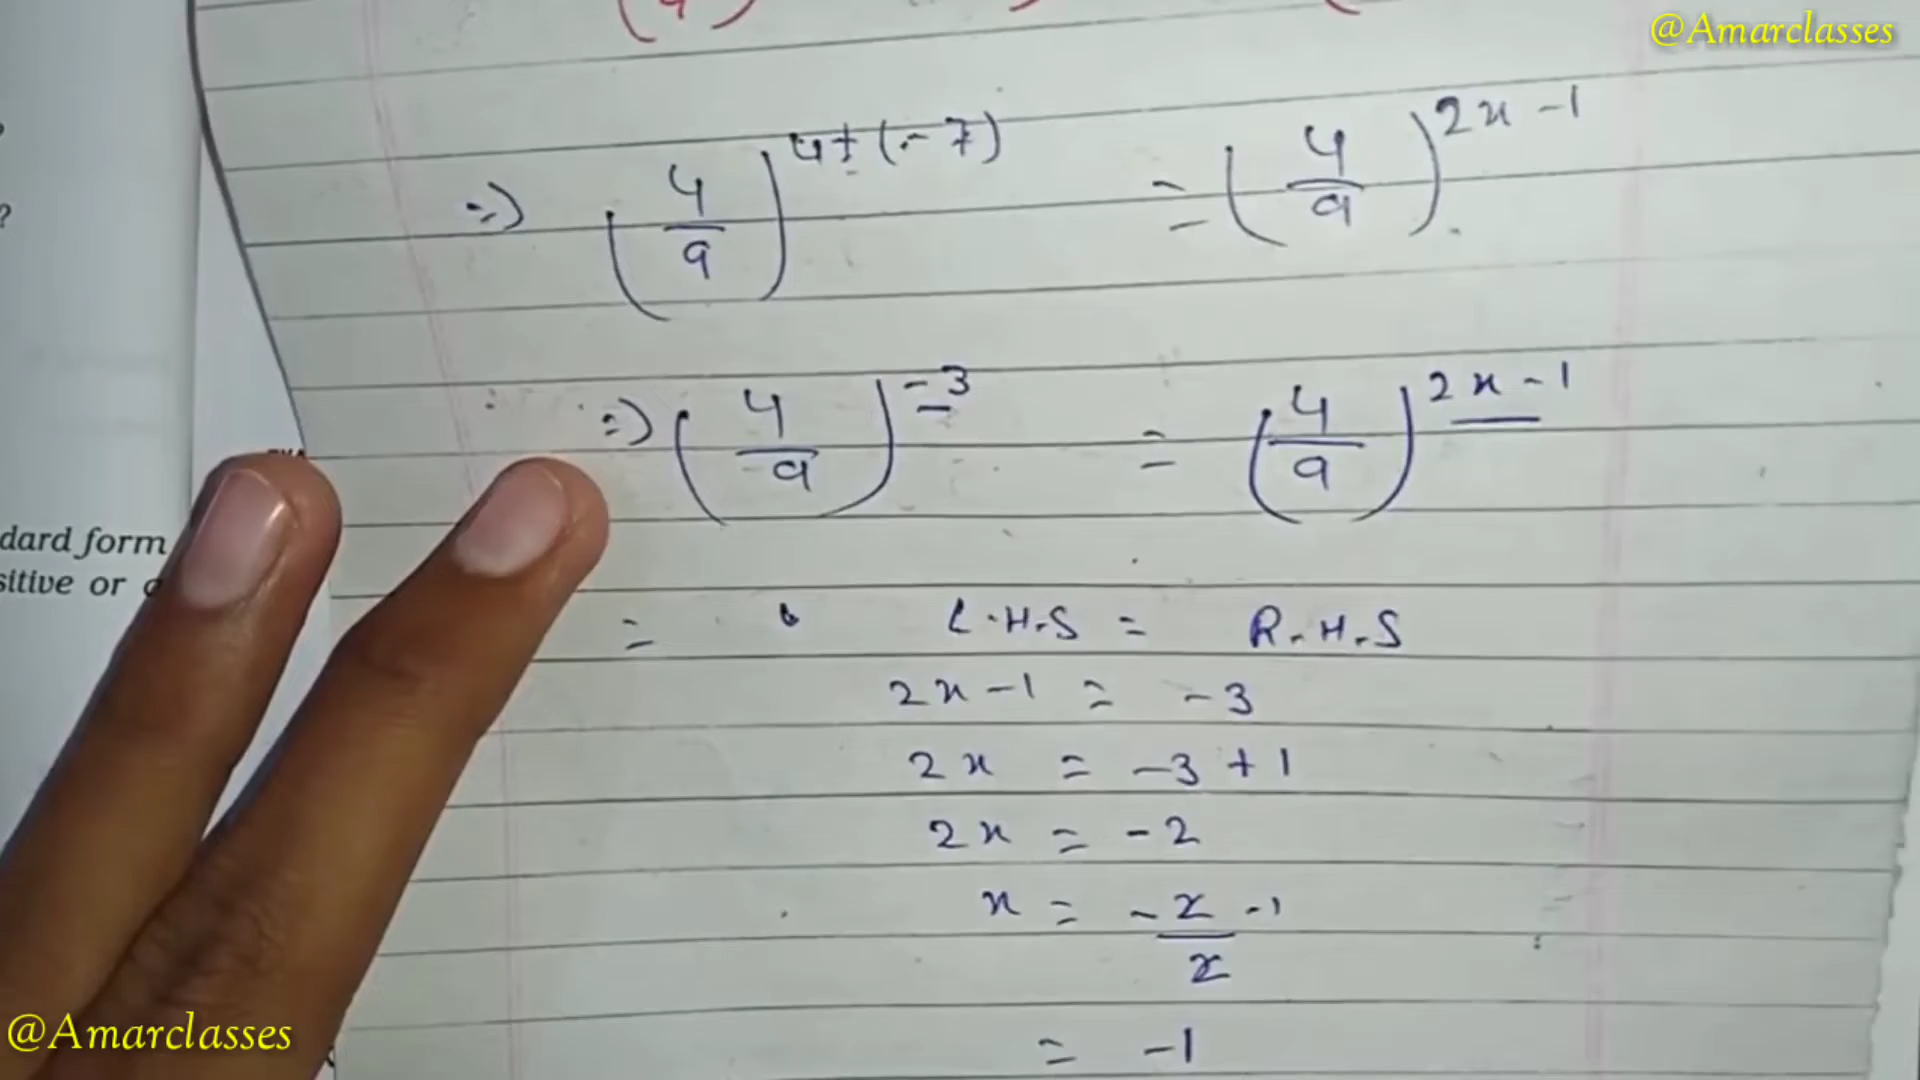 @Amarclasses
=) (4/9)^4+(-7) = (4/9)^2x-1
=) (4/9)^-3 = (4/9)^2x-1
?
dard form
sitive or
= L.H.S = R.H.S
2x-1 = -3
2x = -3+1
2x = -2
x = -2/2 -1
= -1
@Amarclasses